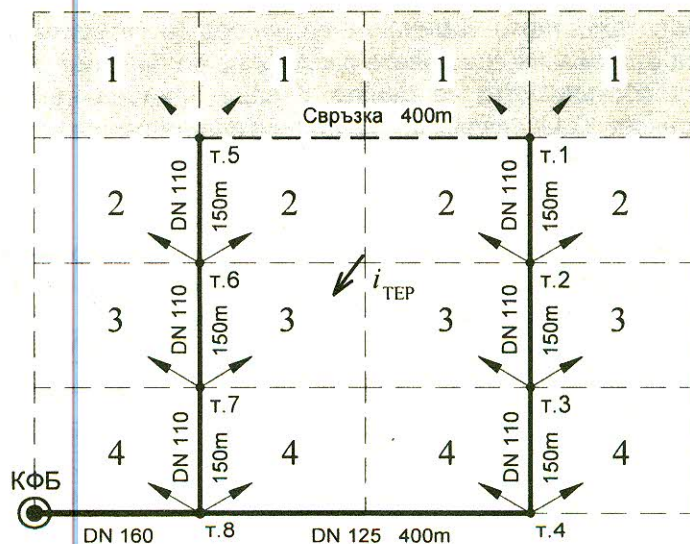 1 1 1 1
Свръзка 400m
т.5 т.1
DN 110 150m DN 110 150m
2 2 2 2
т.6 т.2
i ТЕР
DN 110 150m DN 110 150m
3 3 3 3
т.7 т.3
DN 110 150m DN 110 150m
4 4 4 4
КФБ
DN 160 т.8 DN 125 400m т.4